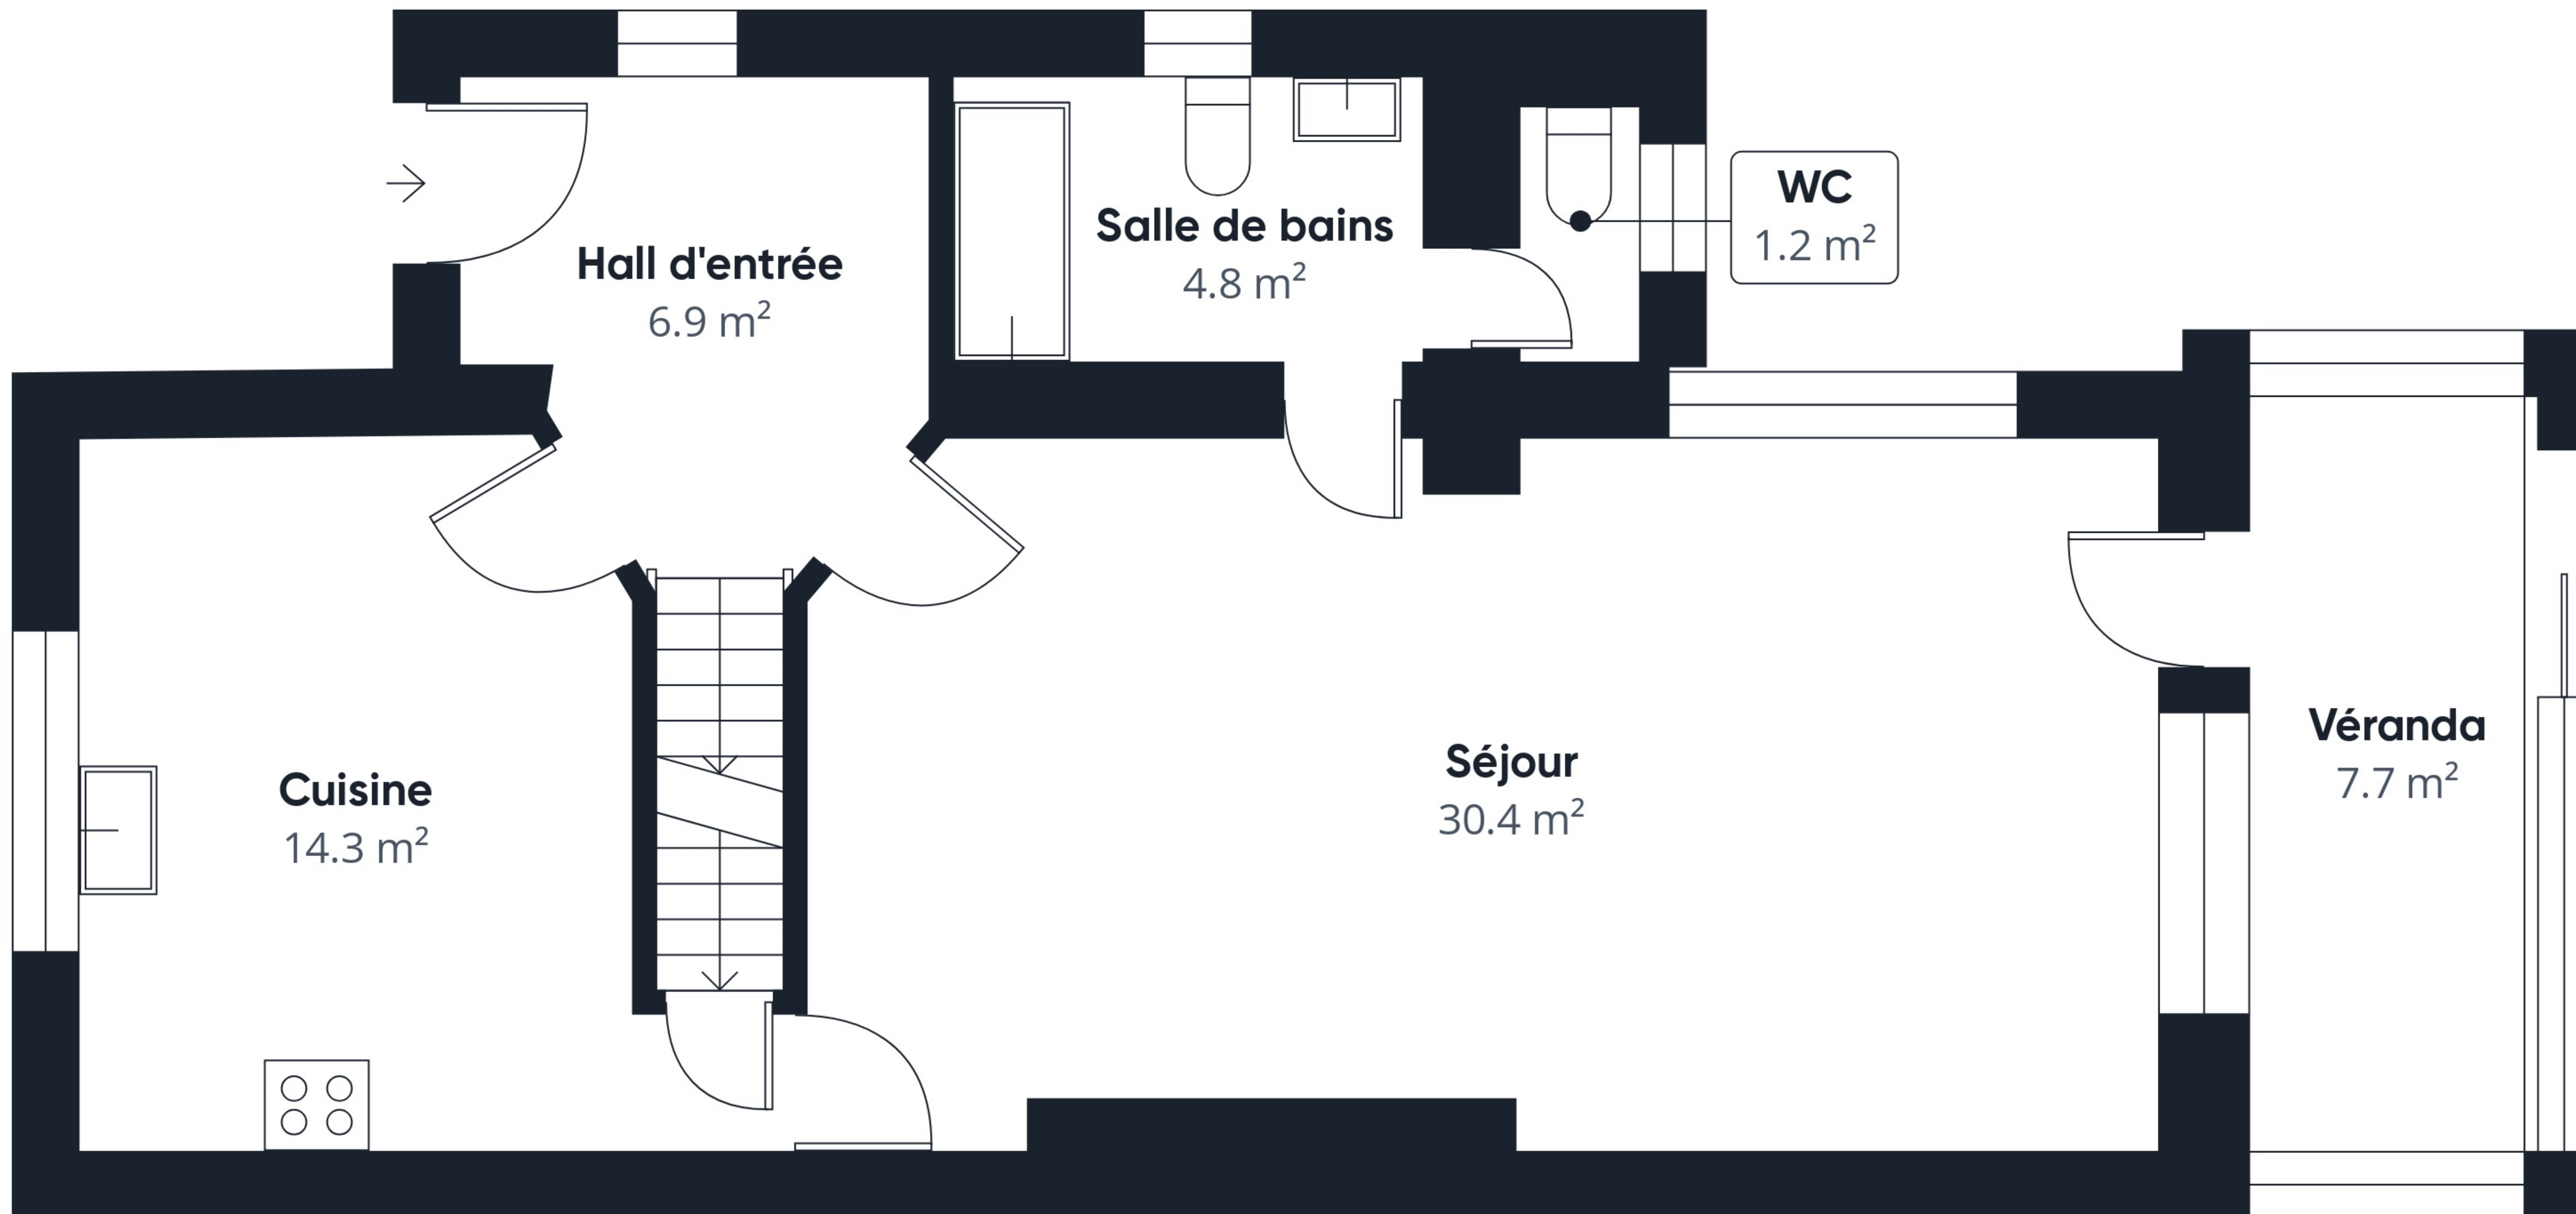 Hall d'entrée
6.9 m²
Salle de bains
4.8 m²
WC
1.2 m²
Cuisine
14.3 m²
Séjour
30.4 m²
Véranda
7.7 m²